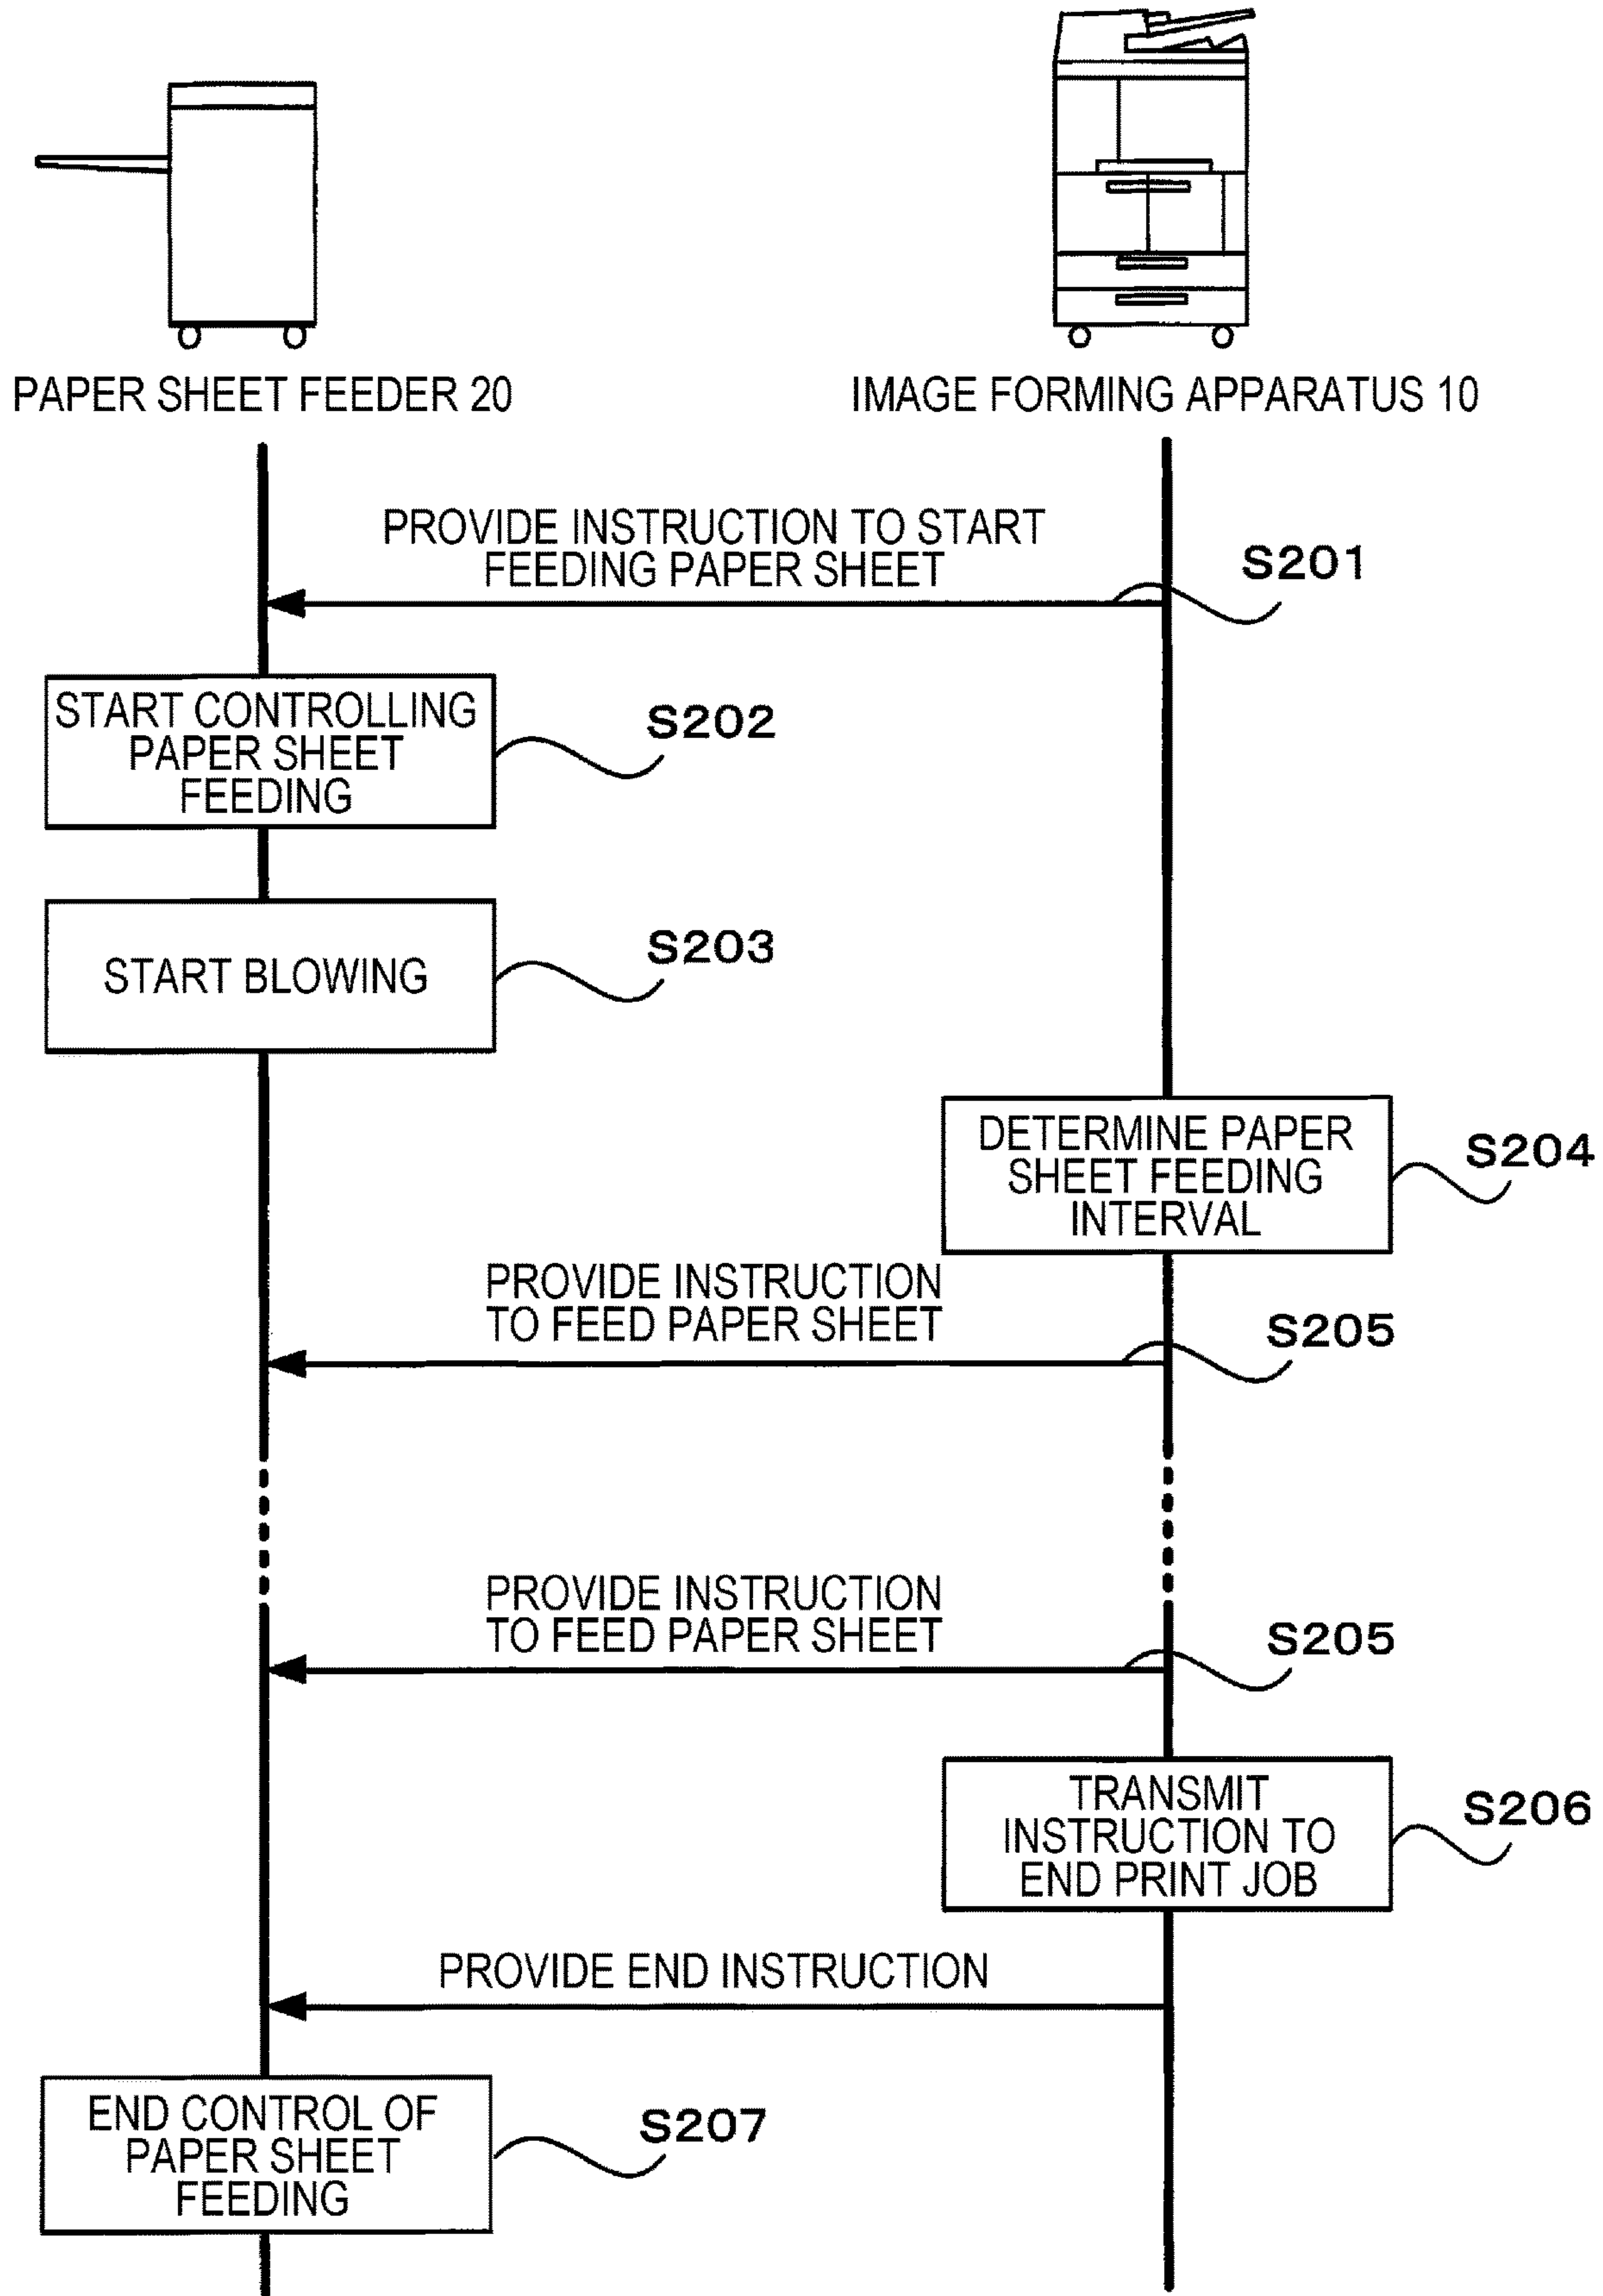 PAPER SHEET FEEDER 20
IMAGE FORMING APPARATUS 10
PROVIDE INSTRUCTION TO START
FEEDING PAPER SHEET
S201
START CONTROLLING
PAPER SHEET
FEEDING
S202
START BLOWING
S203
DETERMINE PAPER
SHEET FEEDING
INTERVAL
S204
PROVIDE INSTRUCTION
TO FEED PAPER SHEET
S205
PROVIDE INSTRUCTION
TO FEED PAPER SHEET
S205
TRANSMIT
INSTRUCTION TO
END PRINT JOB
S206
PROVIDE END INSTRUCTION
END CONTROL OF
PAPER SHEET
FEEDING
S207